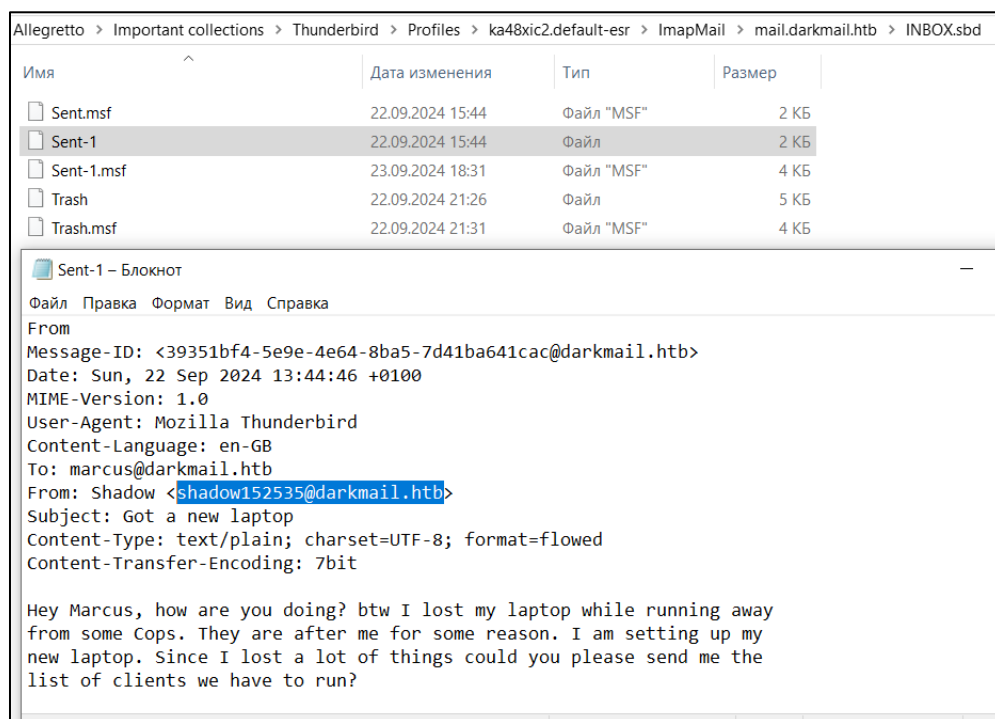 Allegretto > Important collections > Thunderbird > Profiles > ka48xic2.default-esr > ImapMail > mail.darkmail.htb > INBOX.sbd
Имя Дата изменения Тип Размер
Sent.msf 22.09.2024 15:44 Файл "MSF" 2 КБ
Sent-1 22.09.2024 15:44 Файл 2 КБ
Sent-1.msf 23.09.2024 18:31 Файл "MSF" 4 КБ
Trash 22.09.2024 21:26 Файл 5 КБ
Trash.msf 22.09.2024 21:31 Файл "MSF" 4 КБ
Sent-1 – Блокнот
Файл Правка Формат Вид Справка
From
Message-ID: <39351bf4-5e9e-4e64-8ba5-7d41ba641cac@darkmail.htb>
Date: Sun, 22 Sep 2024 13:44:46 +0100
MIME-Version: 1.0
User-Agent: Mozilla Thunderbird
Content-Language: en-GB
To: marcus@darkmail.htb
From: Shadow <shadow152535@darkmail.htb>
Subject: Got a new laptop
Content-Type: text/plain; charset=UTF-8; format=flowed
Content-Transfer-Encoding: 7bit
Hey Marcus, how are you doing? btw I lost my laptop while running away
from some Cops. They are after me for some reason. I am setting up my
new laptop. Since I lost a lot of things could you please send me the
list of clients we have to run?